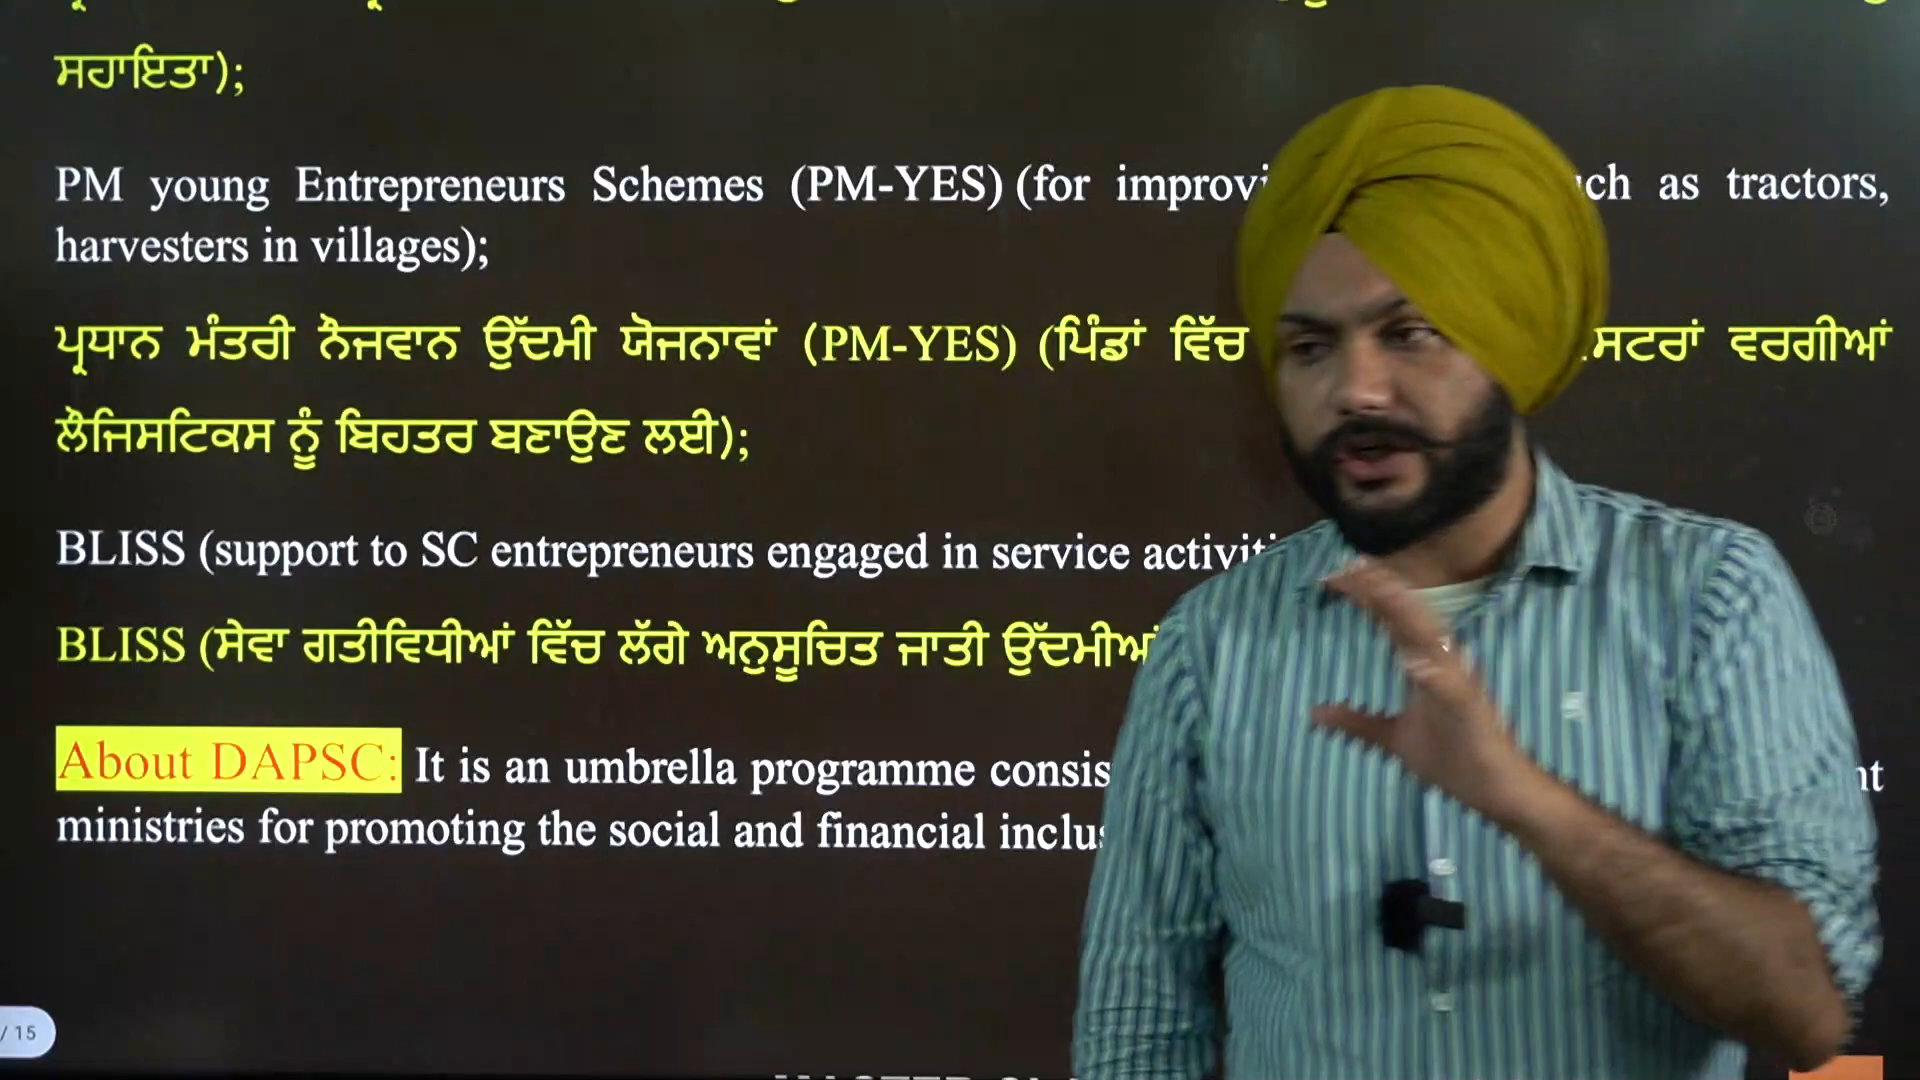 ਸਹਾਇਤਾ);
PM young Entrepreneurs Schemes (PM-YES) (for as tractors,
harvesters in villages);
ਪ੍ਰਧਾਨ ਮੰਤਰੀ ਨੌਜਵਾਨ ਉੱਦਮੀ ਯੋਜਨਾਵਾਂ (PM-YES) (ਪਿੰਡਾਂ ਵਿੱਚ ਵਰਗੀਆਂ
ਲੌਜਿਸਟਿਕਸ ਨੂੰ ਬਿਹਤਰ ਬਣਾਉਣ ਲਈ);
BLISS (support to SC entrepreneurs engaged in service
BLISS (ਸੇਵਾ ਗਤੀਵਿਧੀਆਂ ਵਿੱਚ ਲੱਗੇ ਅਨੁਸੂਚਿਤ ਜਾਤੀ ਉੱਦਮੀਆਂ
About DAPSC: It is an umbrella programme
ministries for promoting the social and financial
/ 15